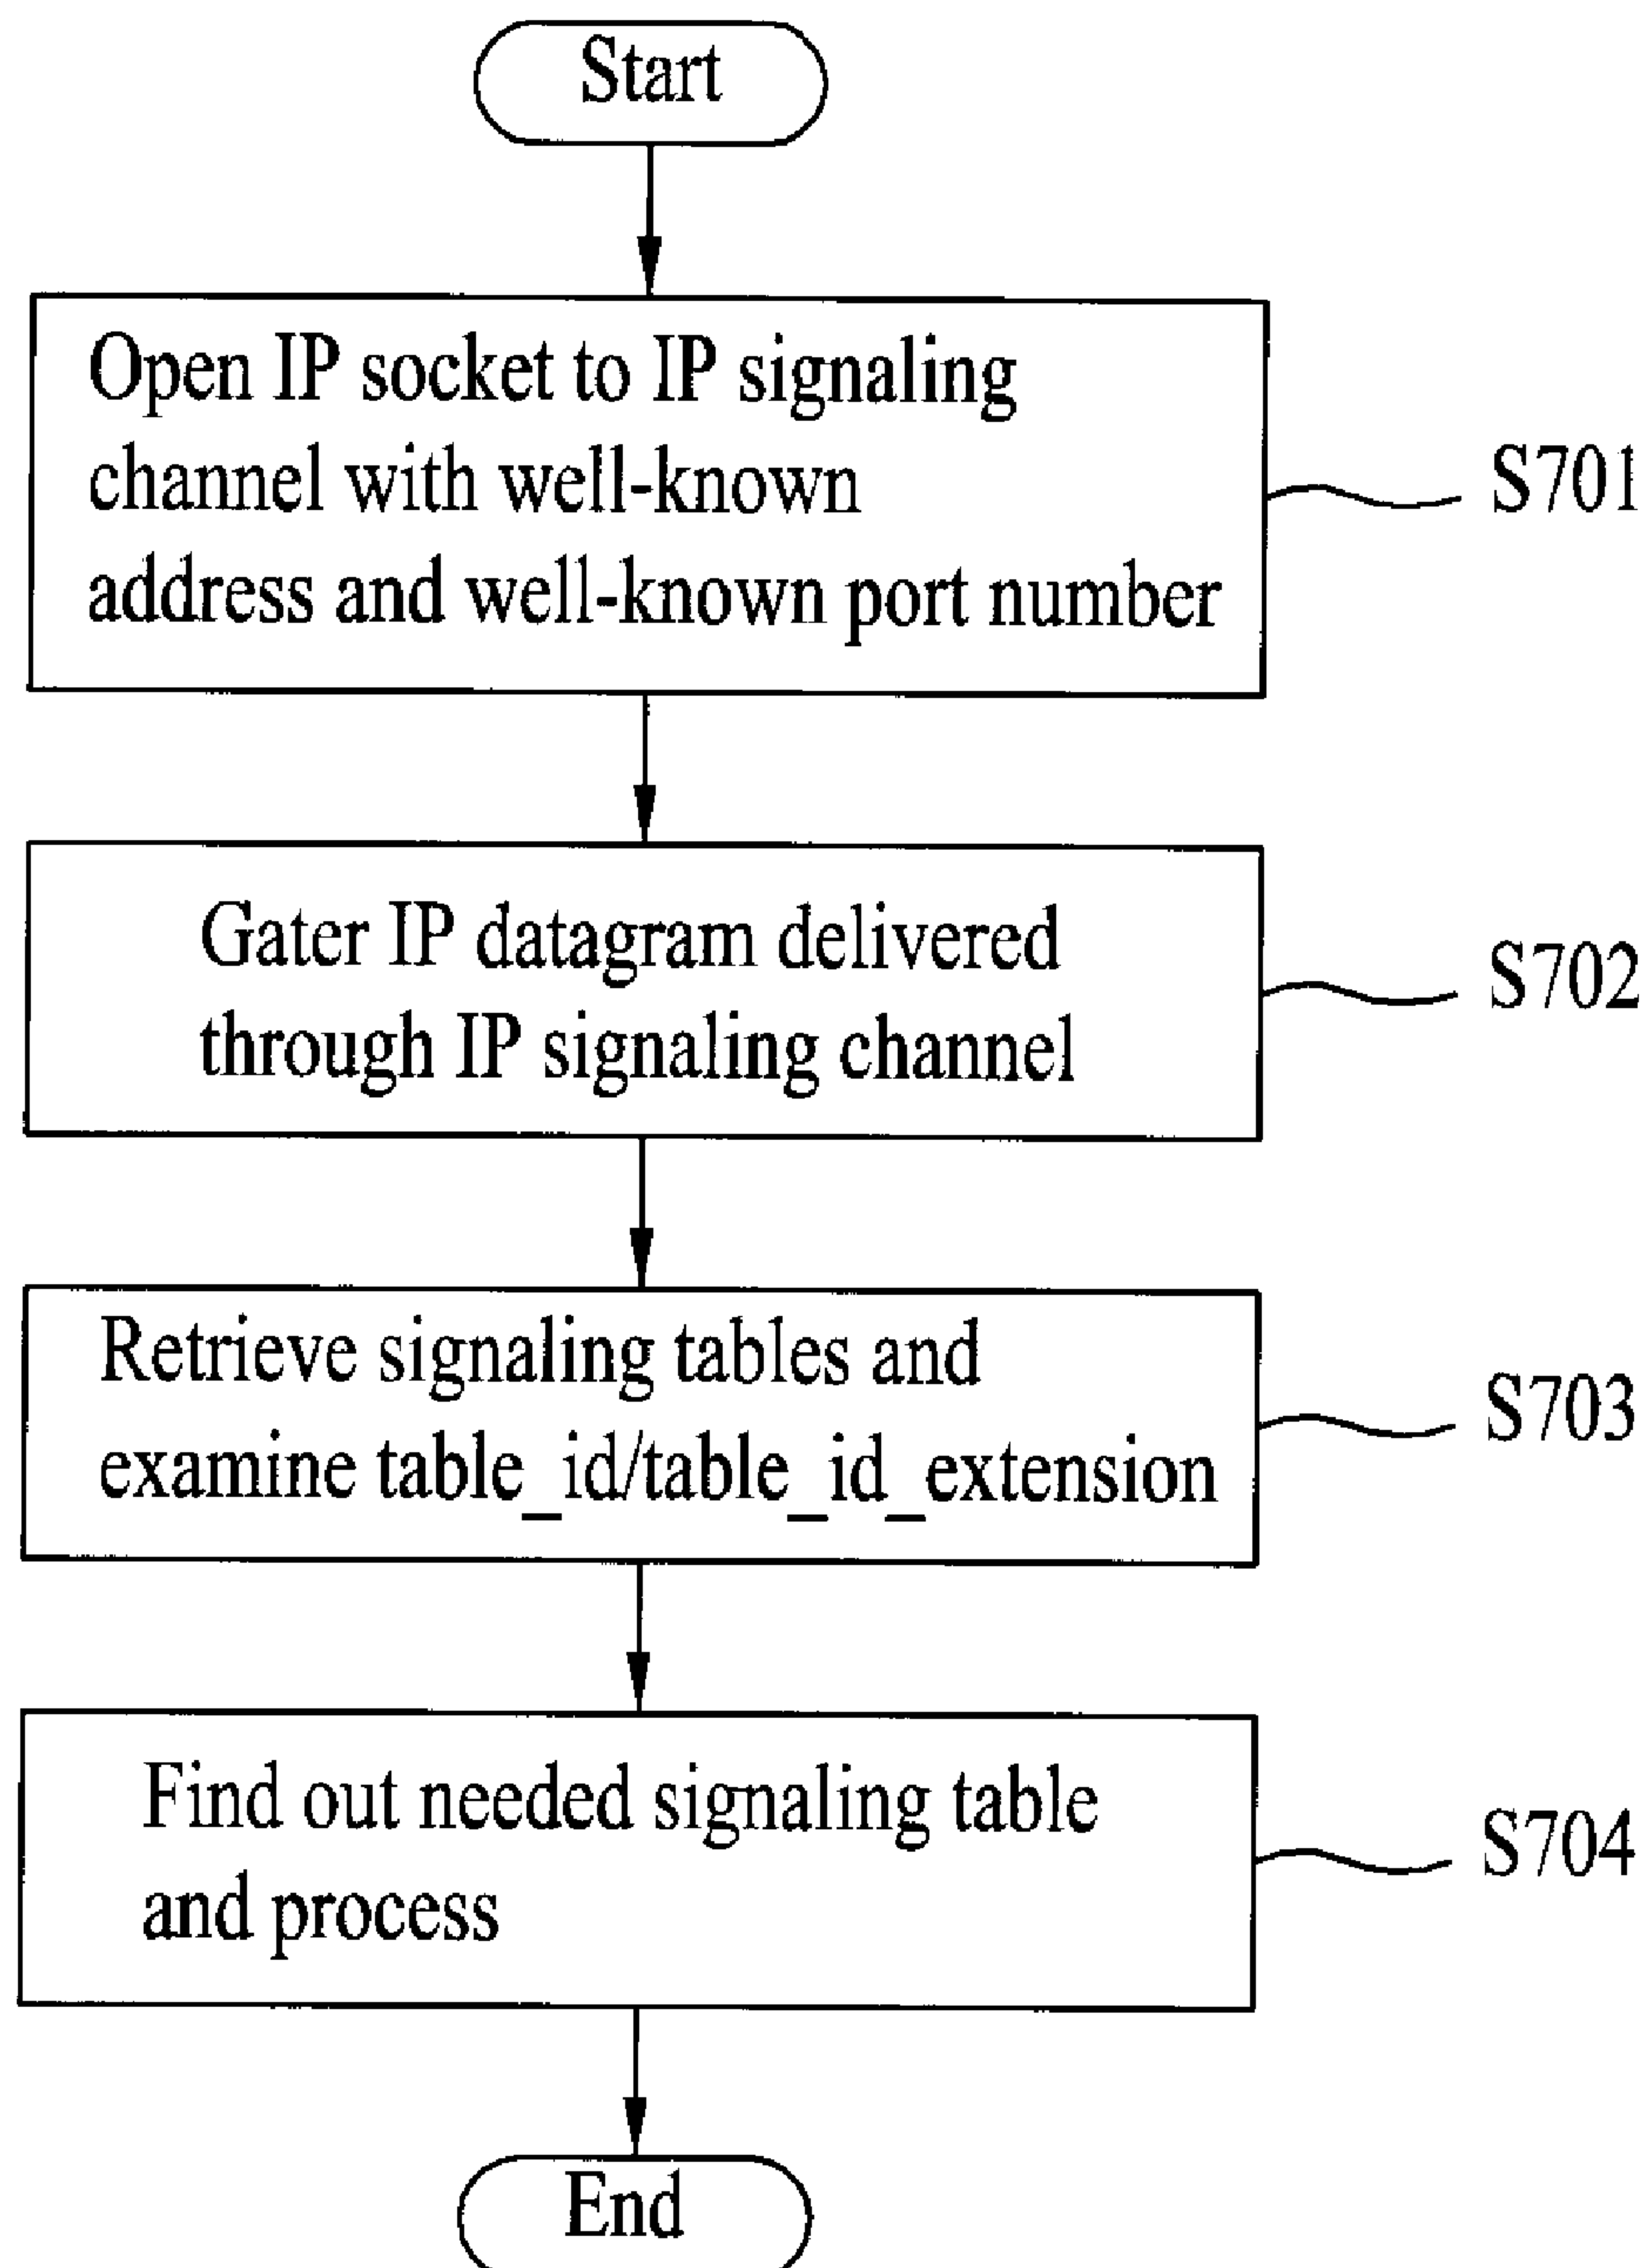 Start
Open IP socket to IP signaling
channel with well-known
address and well-known port number
S701
Gater IP datagram delivered
through IP signaling channel
S702
Retrieve signaling tables and
examine table_id/table_id_extension
S703
Find out needed signaling table
and process
S704
End